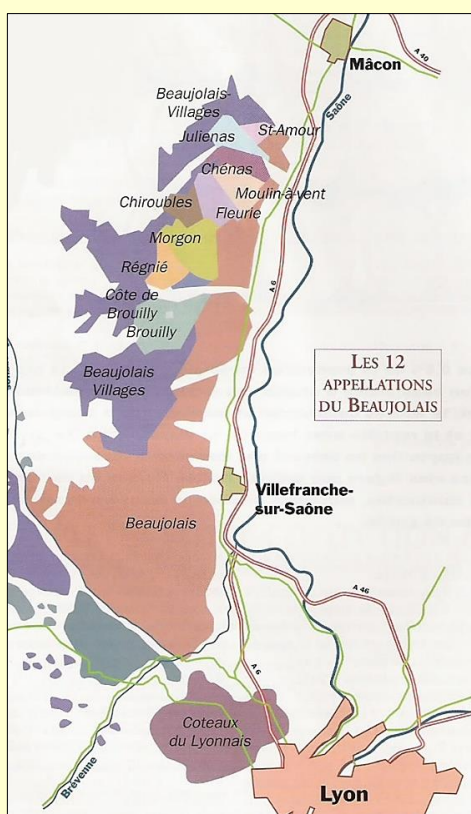 A 40
Mâcon
Saône
Beaujolais-
Villages
St-Amour
Julienas
Chénas
Moulin-à-vent
Chiroubles
Fleurie
Morgon
Régnié
A 6
Côte de
Brouilly
Brouilly
LES 12
APPELLATIONS
DU BEAUJOLAIS
Beaujolais
Villages
Villefranche-
sur-Saône
Beaujolais
A 46
A 6
Coteaux
du Lyonnais
Brévenne
Lyon